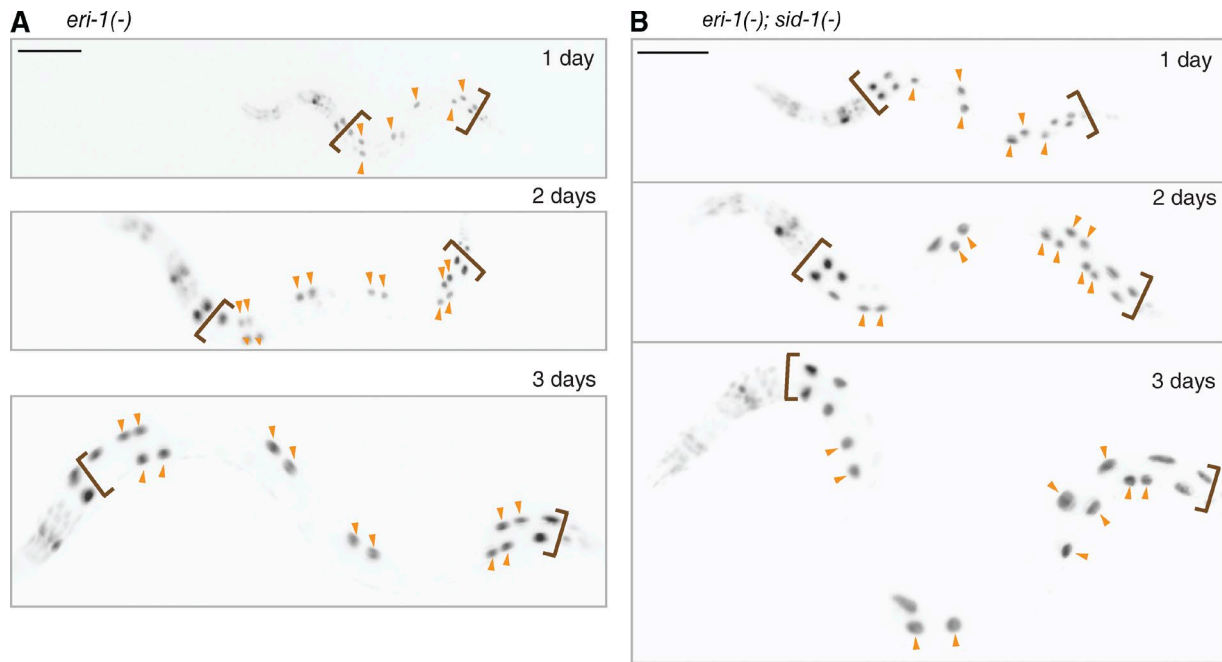 A eri-1(-)
1 day
2 days
3 days
B eri-1(-); sid-1(-)
1 day
2 days
3 days